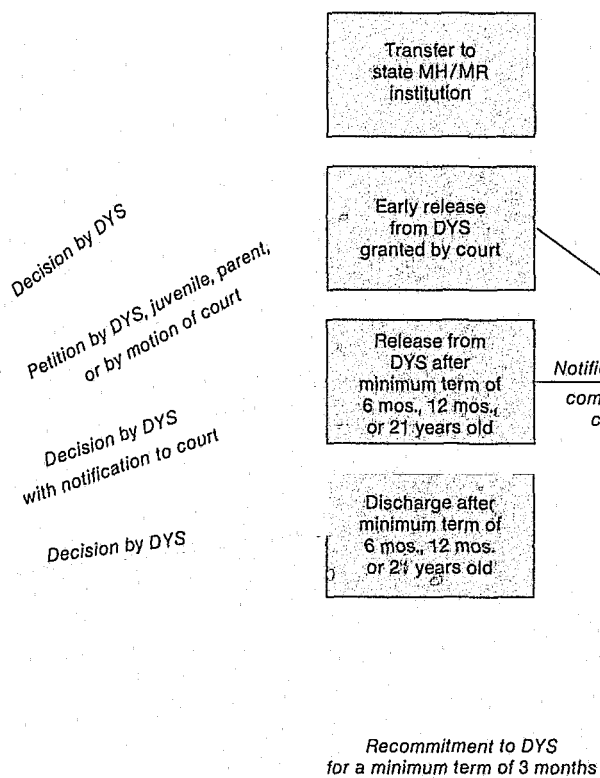 Transfer to
state MH/MR
institution
Decision by DYS
Early release
from DYS
granted by court
Petition by DYS, juvenile, parent,
or by motion of court
Release from
DYS after
minimum term of
6 mos., 12 mos.,
or 21 years old
Decision by DYS
with notification to court
Discharge after
minimum term of
6 mos., 12 mos.
or 21 years old
Decision by DYS
Recommitment to DYS
for a minimum term of 3 months